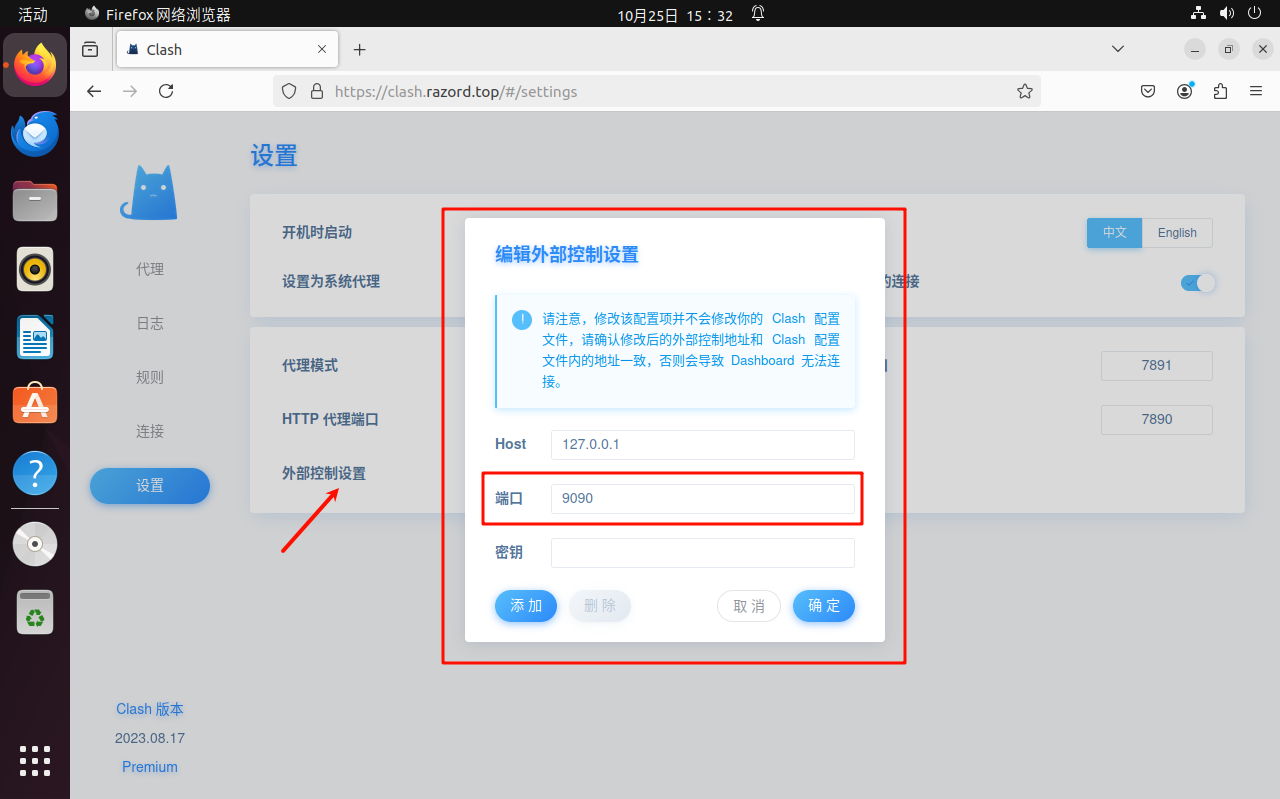 活动
Firefox 网络浏览器
10月25日 15：32
Clash
https://clash.razord.top/#/settings
设置
代理
日志
规则
连接
设置
开机时启动
中文
English
设置为系统代理
的连接
代理模式
7891
HTTP 代理端口
7890
外部控制设置
编辑外部控制设置
请注意，修改该配置项并不会修改你的 Clash 配置
文件，请确认修改后的外部控制地址和 Clash 配置
文件内的地址一致，否则会导致 Dashboard 无法连
接。
Host
127.0.0.1
端口
9090
密钥
添 加
删 除
取 消
确 定
Clash 版本
2023.08.17
Premium